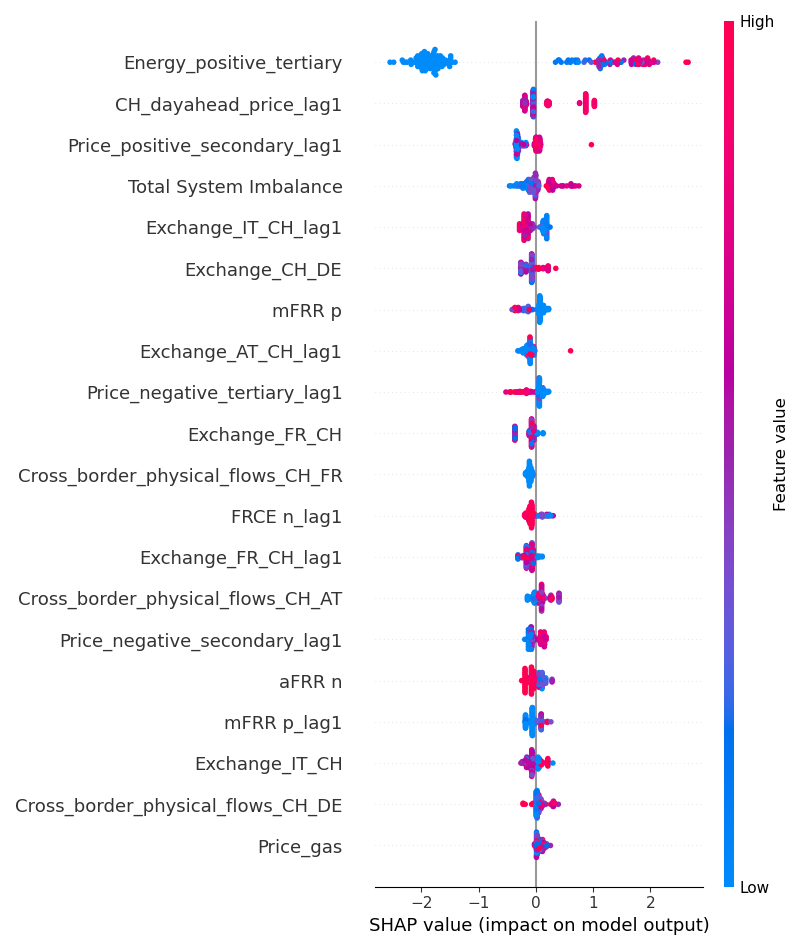 High
Energy_positive_tertiary
CH_dayahead_price_lag1
Price_positive_secondary_lag1
Total System Imbalance
Exchange_IT_CH_lag1
Exchange_CH_DE
mFRR p
Exchange_AT_CH_lag1
Price_negative_tertiary_lag1
Exchange_FR_CH
Cross_border_physical_flows_CH_FR
FRCE n_lag1
Exchange_FR_CH_lag1
Cross_border_physical_flows_CH_AT
Price_negative_secondary_lag1
aFRR n
mFRR p_lag1
Exchange_IT_CH
Cross_border_physical_flows_CH_DE
Price_gas
Feature value
Low
−2 −1 0 1 2
SHAP value (impact on model output)